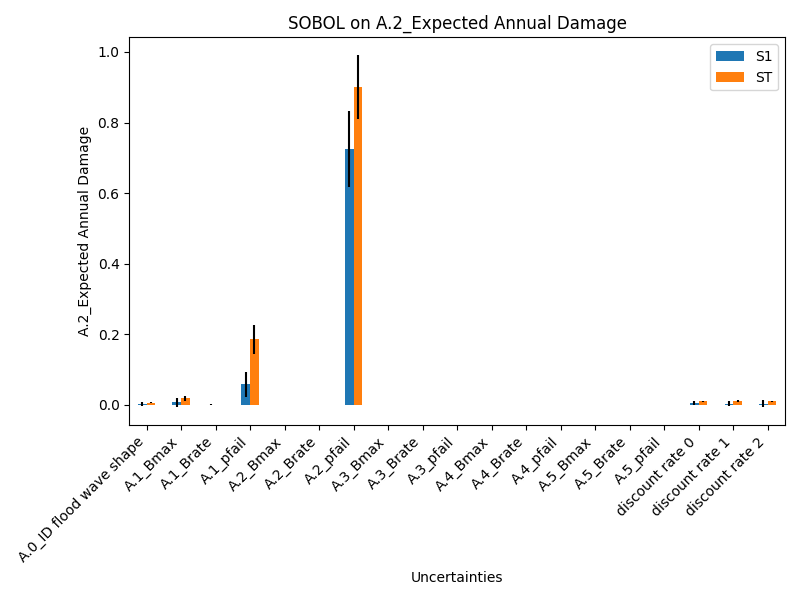 SOBOL on A.2_Expected Annual Damage
S1
ST
A.2_Expected Annual Damage
1.0
0.8
0.6
0.4
0.2
0.0
A.0_ID flood wave shape
A.1_Bmax
A.1_Brate
A.1_pfail
A.2_Bmax
A.2_Brate
A.2_pfail
A.3_Bmax
A.3_Brate
A.3_pfail
A.4_Bmax
A.4_Brate
A.4_pfail
A.5_Bmax
A.5_Brate
A.5_pfail
discount rate 0
discount rate 1
discount rate 2
Uncertainties